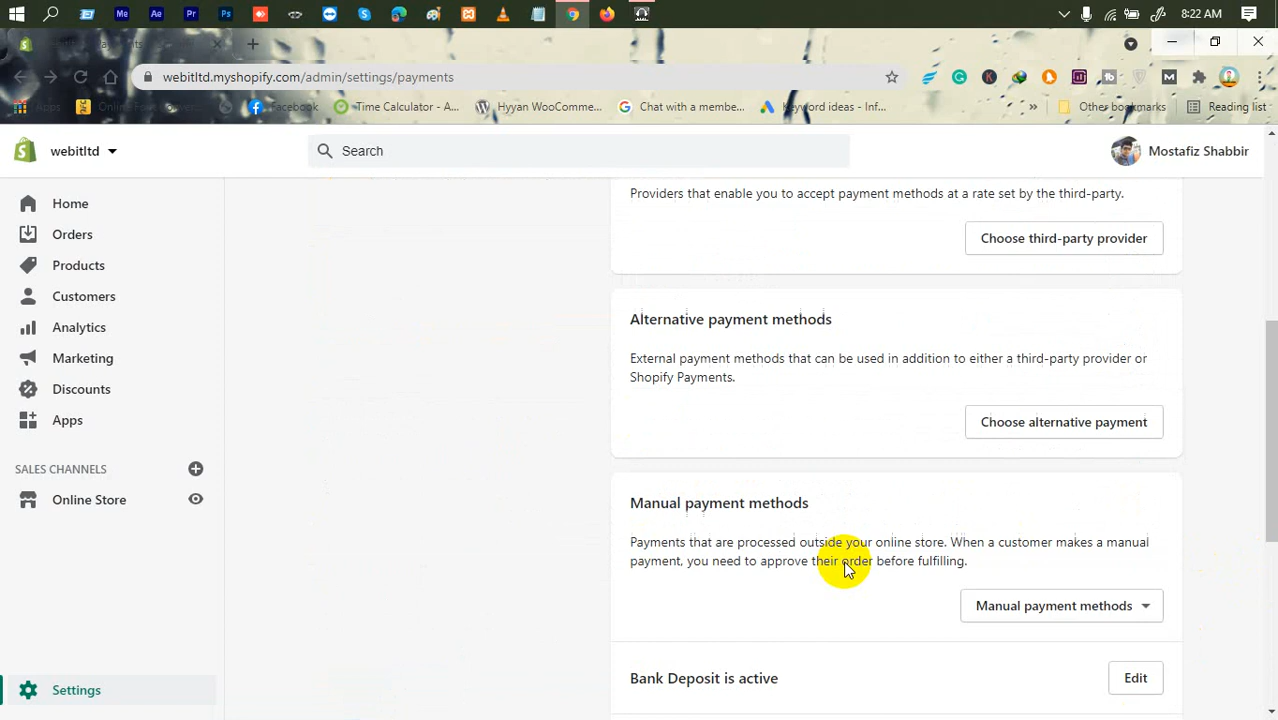 8:22 AM
webitltd.myshopify.com/admin/settings/payments
Apps
Facebook
Time Calculator - A...
Hyyan WooComme...
Chat with a membe...
Keyword ideas - Inf...
»
Other bookmarks
Reading list
webitltd
Search
Mostafiz Shabbir
Home
Orders
Products
Customers
Analytics
Marketing
Discounts
Apps
SALES CHANNELS
Online Store
Settings
Providers that enable you to accept payment methods at a rate set by the third-party.
Choose third-party provider
Alternative payment methods
External payment methods that can be used in addition to either a third-party provider or
Shopify Payments.
Choose alternative payment
Manual payment methods
Payments that are processed outside your online store. When a customer makes a manual
payment, you need to approve their order before fulfilling.
Manual payment methods
Bank Deposit is active
Edit